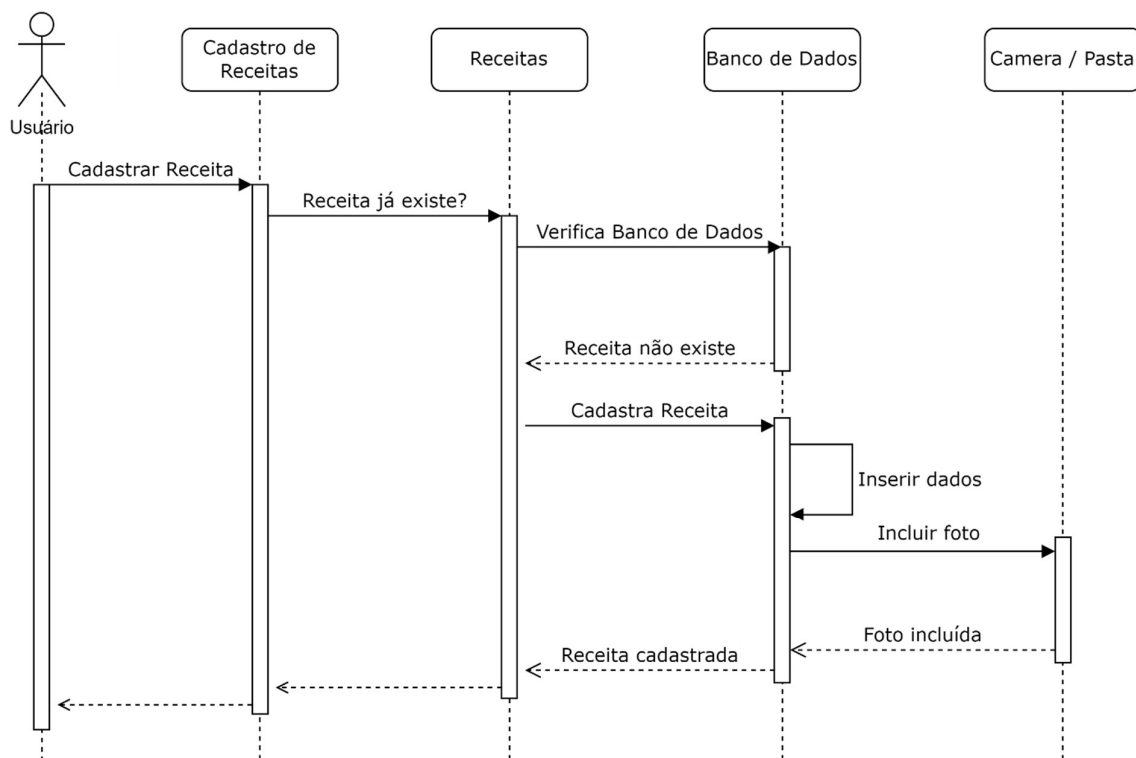 Cadastro de
Receitas
Receitas
Banco de Dados
Camera / Pasta
Usuário
Cadastrar Receita
Receita já existe?
Verifica Banco de Dados
Receita não existe
Cadastra Receita
Inserir dados
Incluir foto
Foto incluída
Receita cadastrada